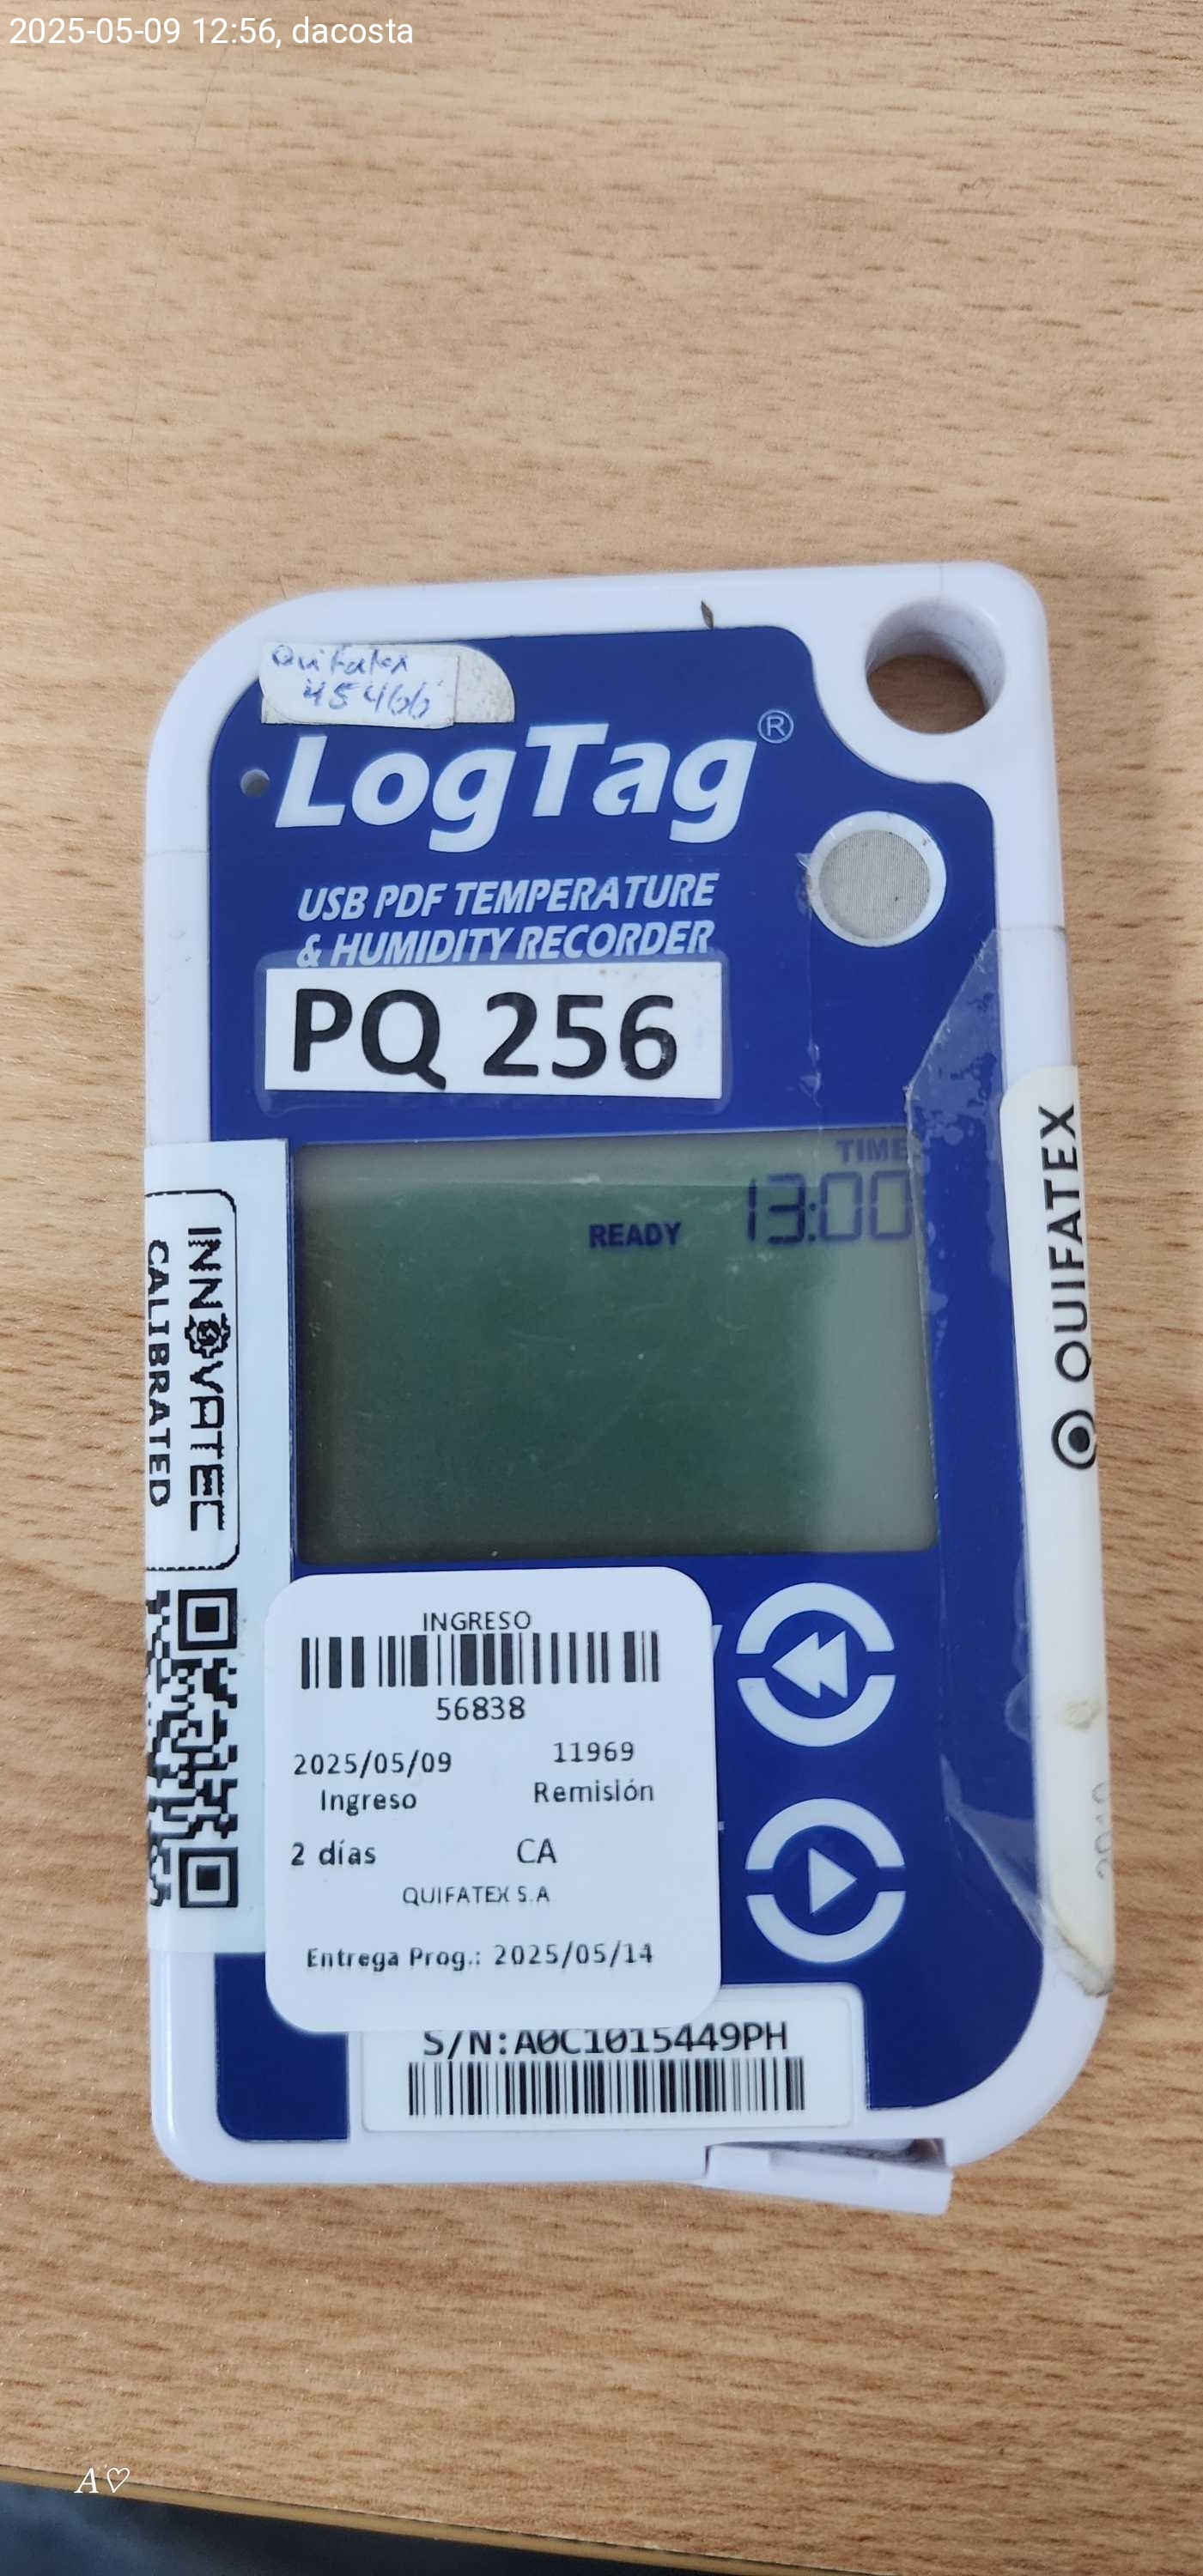 2025-05-09 12:56, dacosta
Quifatex
45466
LogTag®
USB PDF TEMPERATURE
& HUMIDITY RECORDER
PQ 256
TIME
13:00
READY
INNOVATEC
CALIBRATED
QUIFATEX
INGRESO
56838
2025/05/09 11969
Ingreso Remisión
2 días CA
QUIFATEX S.A
Entrega Prog.: 2025/05/14
S/N:A0C1015449PH
A♡